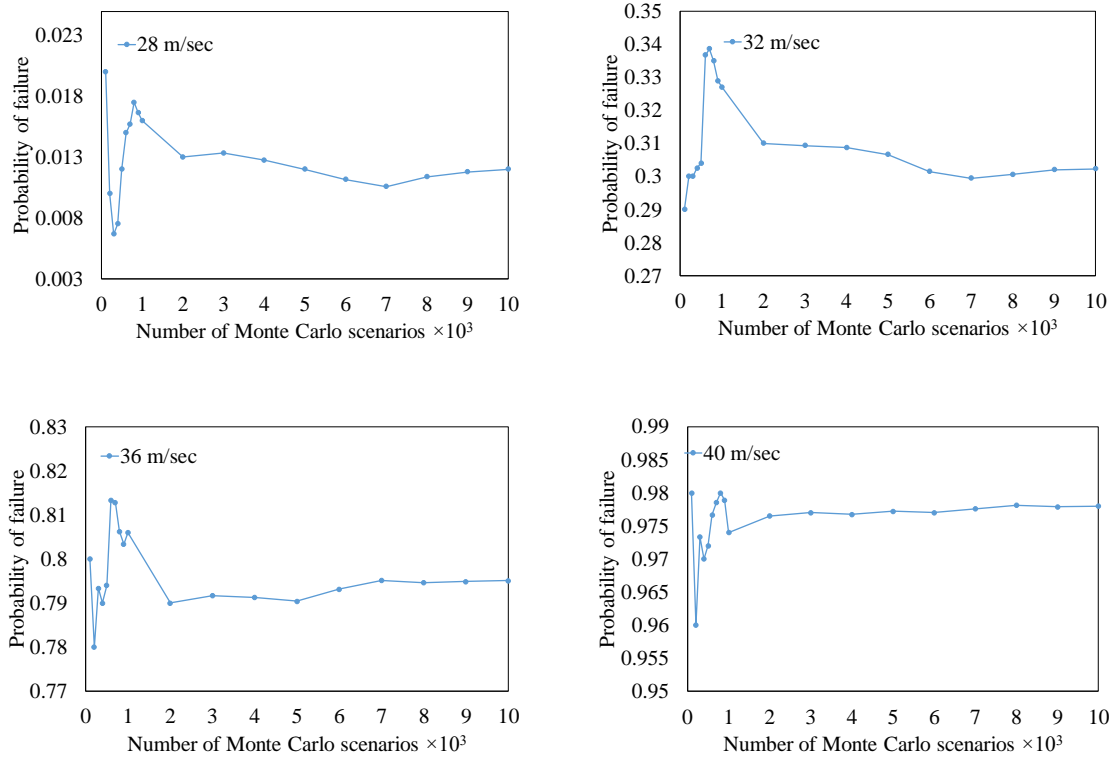 Probability of failure
0.023
0.018
0.013
0.008
0.003
28 m/sec
0 1 2 3 4 5 6 7 8 9 10
Number of Monte Carlo scenarios ×10³
Probability of failure
0.35
0.34
0.33
0.32
0.31
0.3
0.29
0.28
0.27
32 m/sec
0 1 2 3 4 5 6 7 8 9 10
Number of Monte Carlo scenarios ×10³
Probability of failure
0.83
0.82
0.81
0.8
0.79
0.78
0.77
36 m/sec
0 1 2 3 4 5 6 7 8 9 10
Number of Monte Carlo scenarios ×10³
Probability of failure
0.99
0.985
0.98
0.975
0.97
0.965
0.96
0.955
0.95
40 m/sec
0 1 2 3 4 5 6 7 8 9 10
Number of Monte Carlo scenarios ×10³